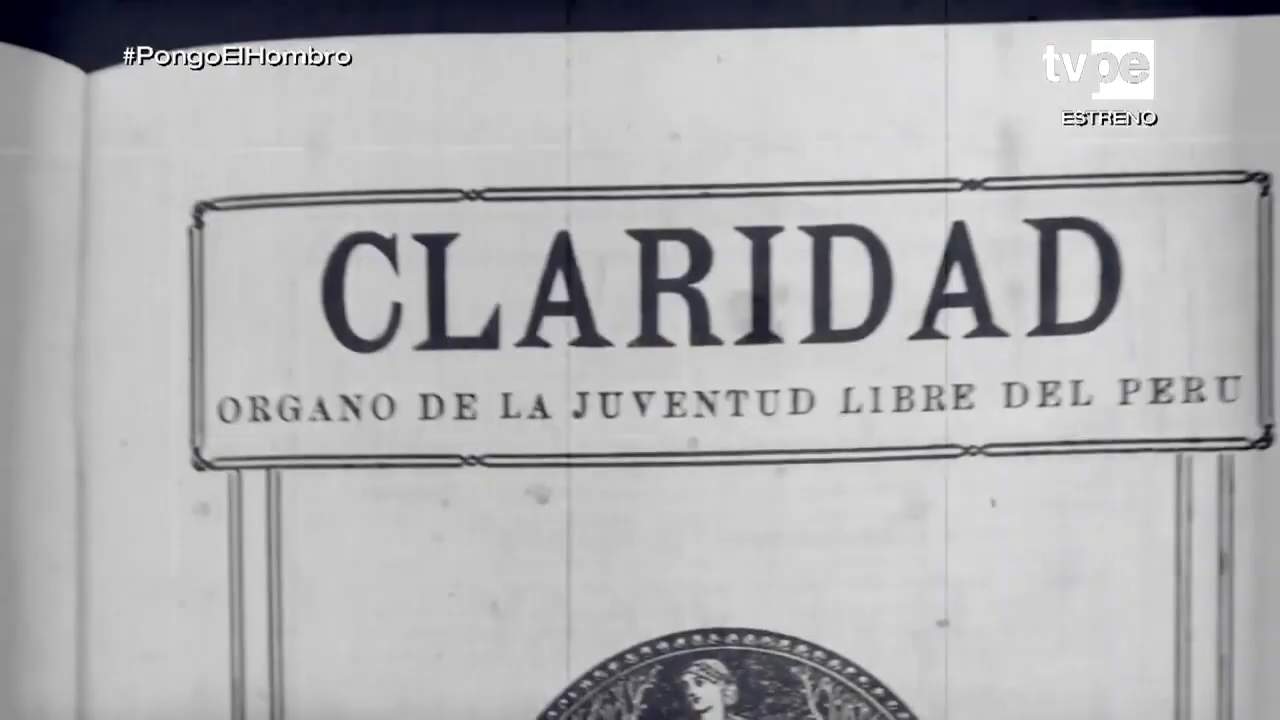 #PongoElHombro
tvpe
ESTRENO
CLARIDAD
ORGANO DE LA JUVENTUD LIBRE DEL PERU